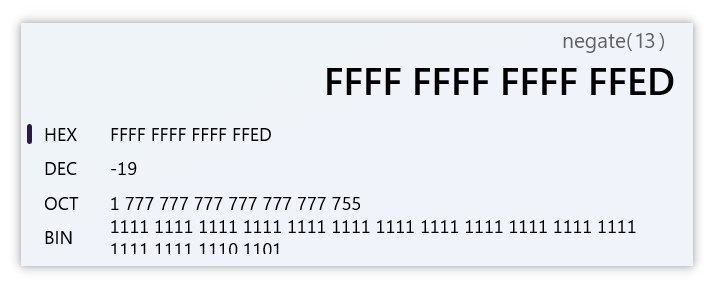 negate( 13 )
FFFF FFFF FFFF FFED
HEX FFFF FFFF FFFF FFED
DEC -19
OCT 1 777 777 777 777 777 777 755
BIN 1111 1111 1111 1111 1111 1111 1111 1111 1111 1111 1111 1111
1111 1111 1110 1101